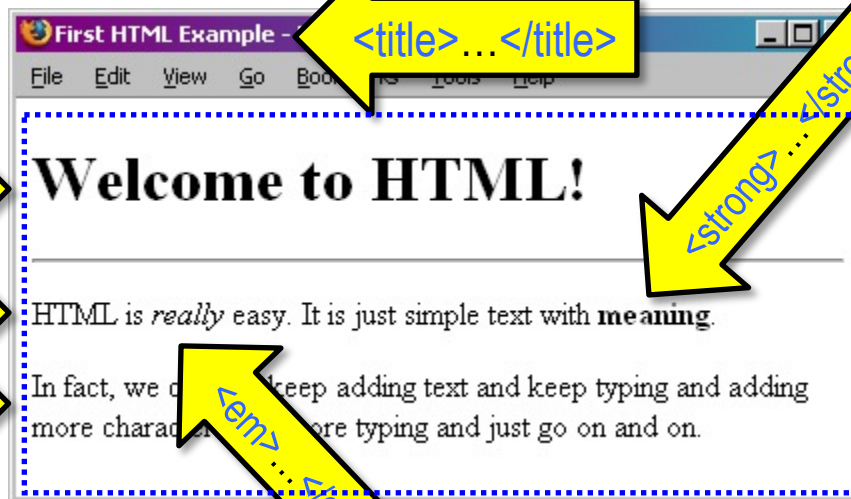 First HTML Example -
<title>…</title>
File Edit View Go
<strong> …
Welcome to HTML!
HTML is really easy. It is just simple text with meaning.
In fact, we keep adding text and keep typing and adding
more typing and just go on and on.
<em>…